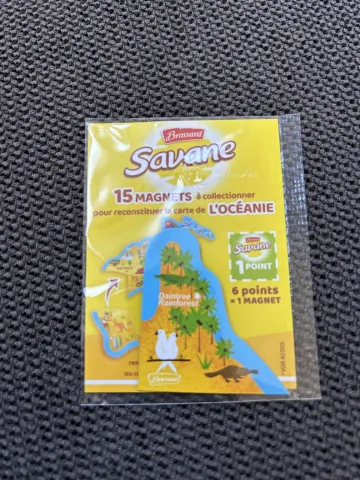 Brossard
Savane
15 MAGNETS à collectionner
pour reconstituer la carte de L'OCÉANIE
Savane
1 POINT
6 points
= 1 MAGNET
Daintree
Rainforest
Brossard